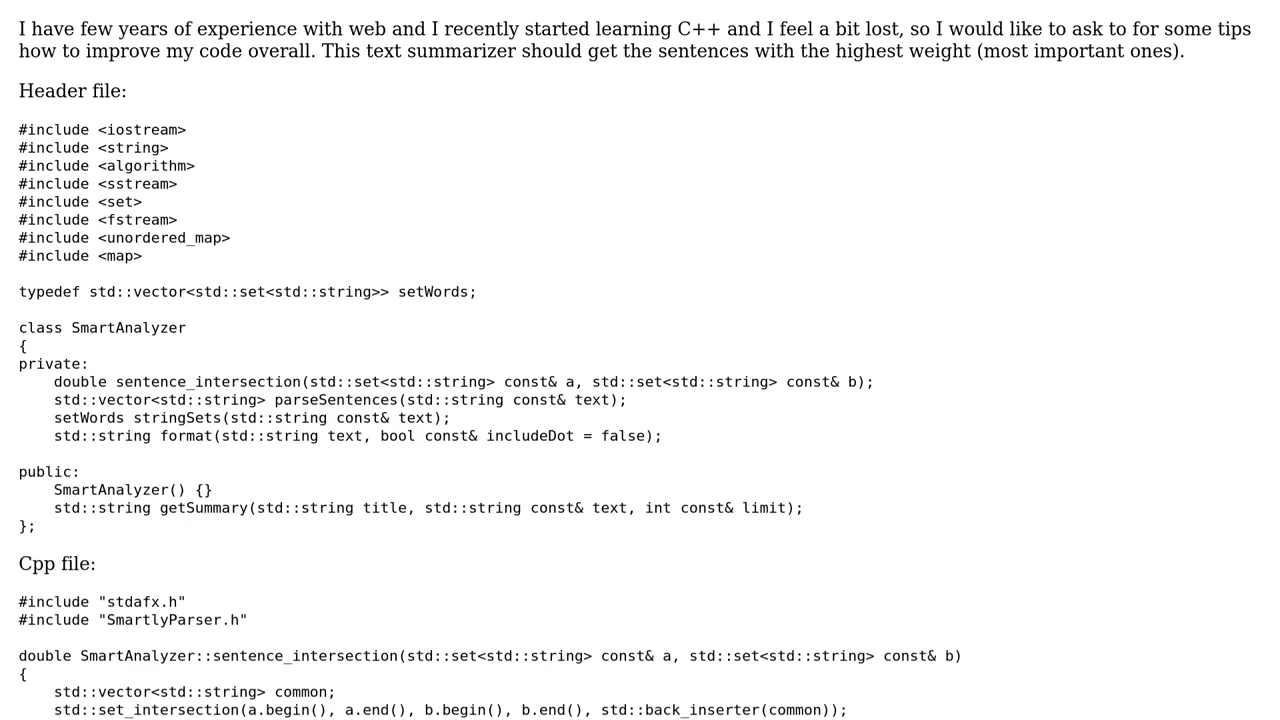 I have few years of experience with web and I recently started learning C++ and I feel a bit lost, so I would like to ask to for some tips
how to improve my code overall. This text summarizer should get the sentences with the highest weight (most important ones).
Header file:
#include <iostream>
#include <string>
#include <algorithm>
#include <sstream>
#include <set>
#include <fstream>
#include <unordered_map>
#include <map>
typedef std::vector<std::set<std::string>> setWords;
class SmartAnalyzer
{
private:
    double sentence_intersection(std::set<std::string> const& a, std::set<std::string> const& b);
    std::vector<std::string> parseSentences(std::string const& text);
    setWords stringSets(std::string const& text);
    std::string format(std::string text, bool const& includeDot = false);
public:
    SmartAnalyzer() {}
    std::string getSummary(std::string title, std::string const& text, int const& limit);
};
Cpp file:
#include "stdafx.h"
#include "SmartlyParser.h"
double SmartAnalyzer::sentence_intersection(std::set<std::string> const& a, std::set<std::string> const& b)
{
    std::vector<std::string> common;
    std::set_intersection(a.begin(), a.end(), b.begin(), b.end(), std::back_inserter(common));